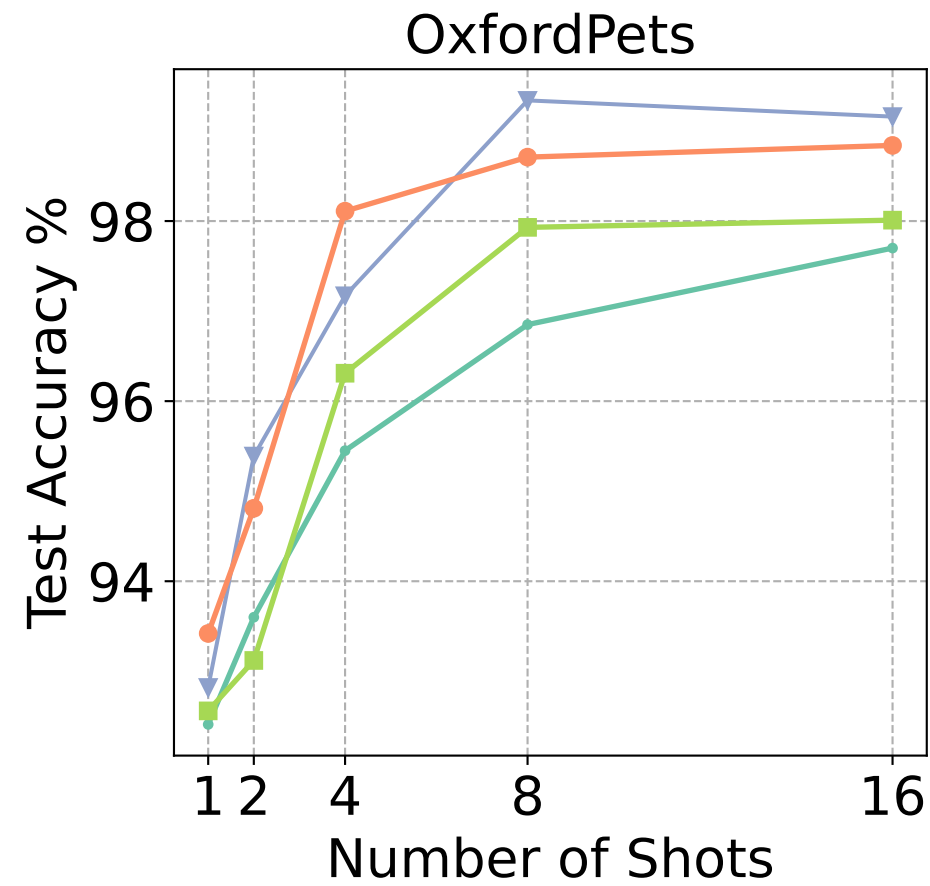 OxfordPets
Test Accuracy %
98
96
94
1 2 4 8 16
Number of Shots